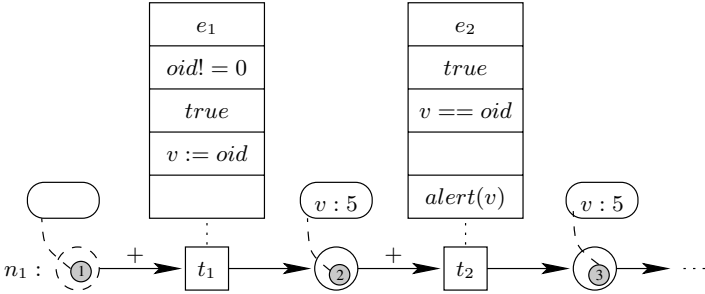 e1
oid! = 0
true
v := oid
e2
true
v == oid
alert(v)
v : 5
v : 5
n1 : 1 + t1 2 + t2 3 ...